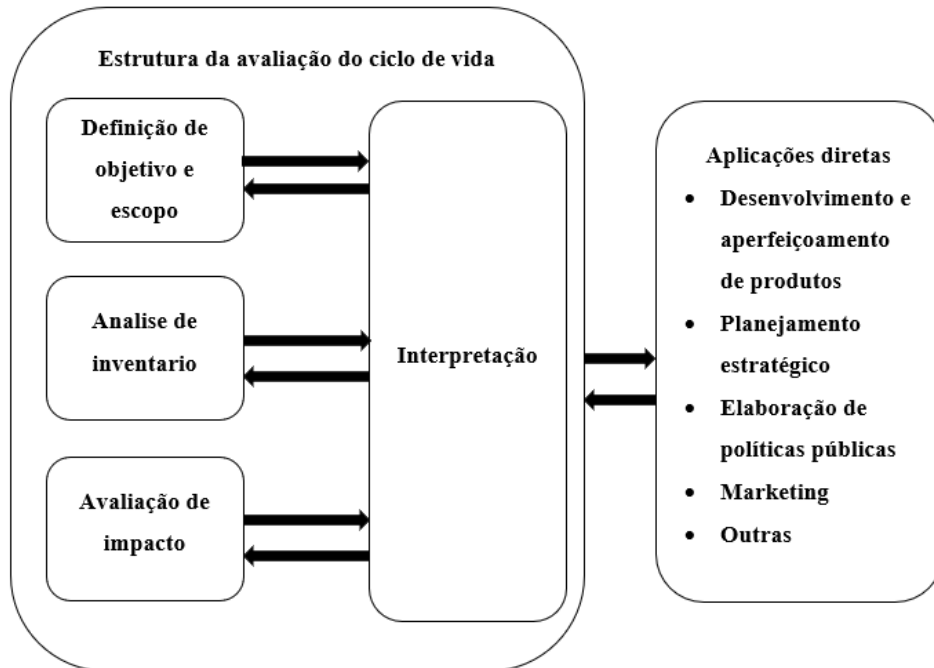 Estrutura da avaliação do ciclo de vida
Definição de
objetivo e
escopo
Analise de
inventario
Avaliação de
impacto
Interpretação
Aplicações diretas
• Desenvolvimento e
aperfeiçoamento
de produtos
• Planejamento
estratégico
• Elaboração de
políticas públicas
• Marketing
• Outras